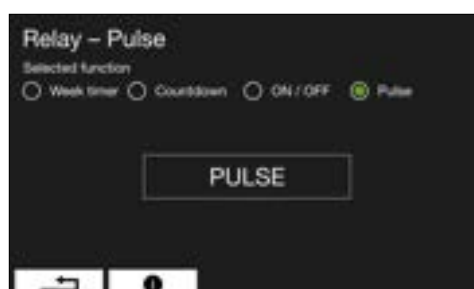 Relay – Pulse
Selected function
Week timer Countdown ON / OFF Pulse
PULSE